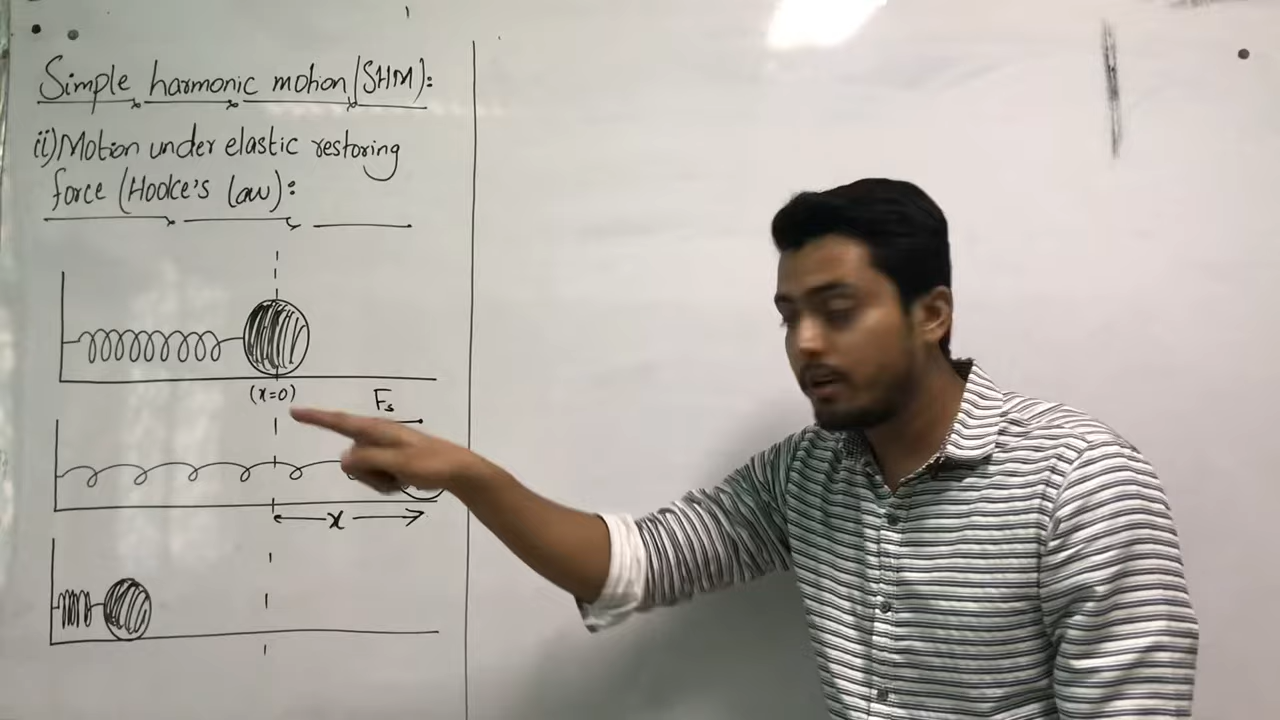 Simple harmonic motion (SHM):
ii) Motion under elastic restoring
force (Hooke's law):
(x=0)
Fs
x